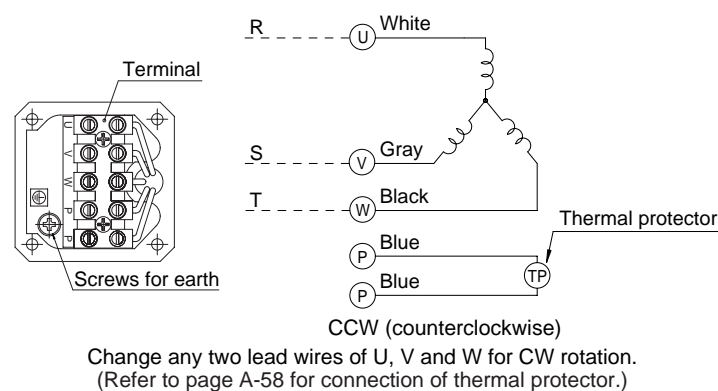 R
U
White
Terminal
S
V
Gray
T
W
Black
Thermal protector
P
Blue
TP
P
Blue
U
V
W
P
P
Screws for earth
CCW (counterclockwise)
Change any two lead wires of U, V and W for CW rotation.
(Refer to page A-58 for connection of thermal protector.)